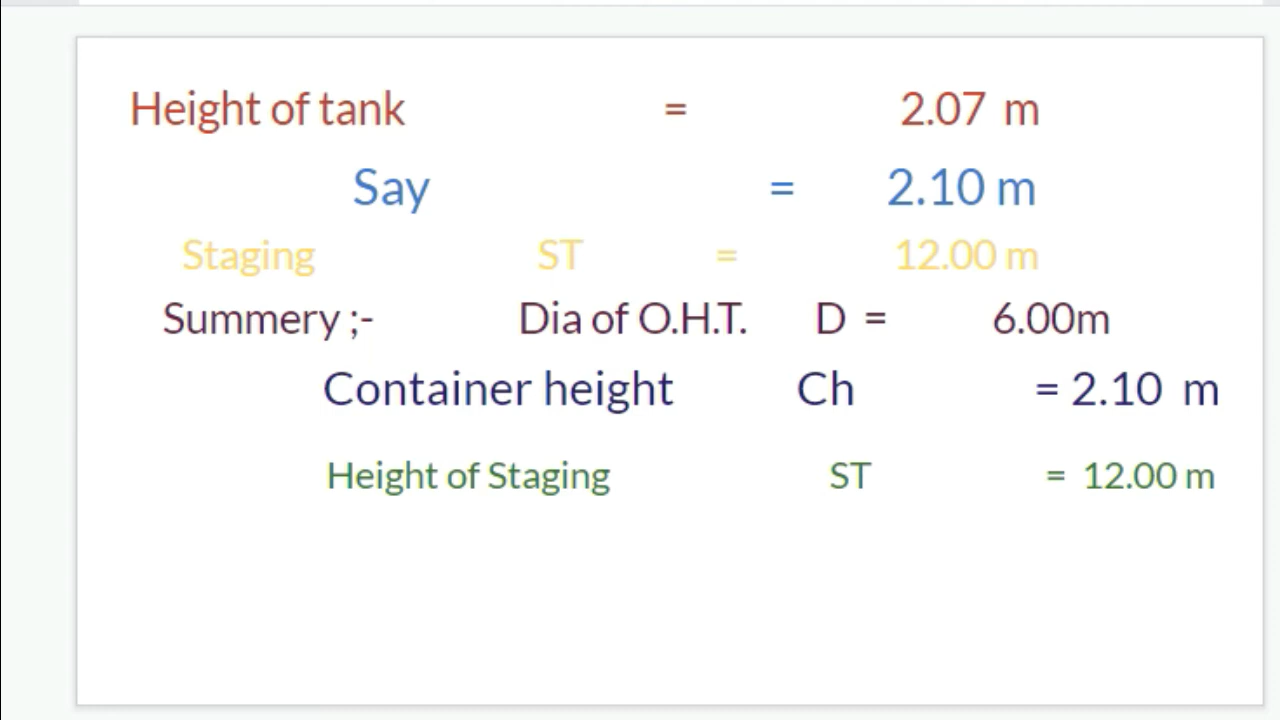 Height of tank = 2.07 m
Say = 2.10 m
Staging ST = 12.00 m
Summery ;- Dia of O.H.T. D = 6.00m
Container height Ch = 2.10 m
Height of Staging ST = 12.00 m